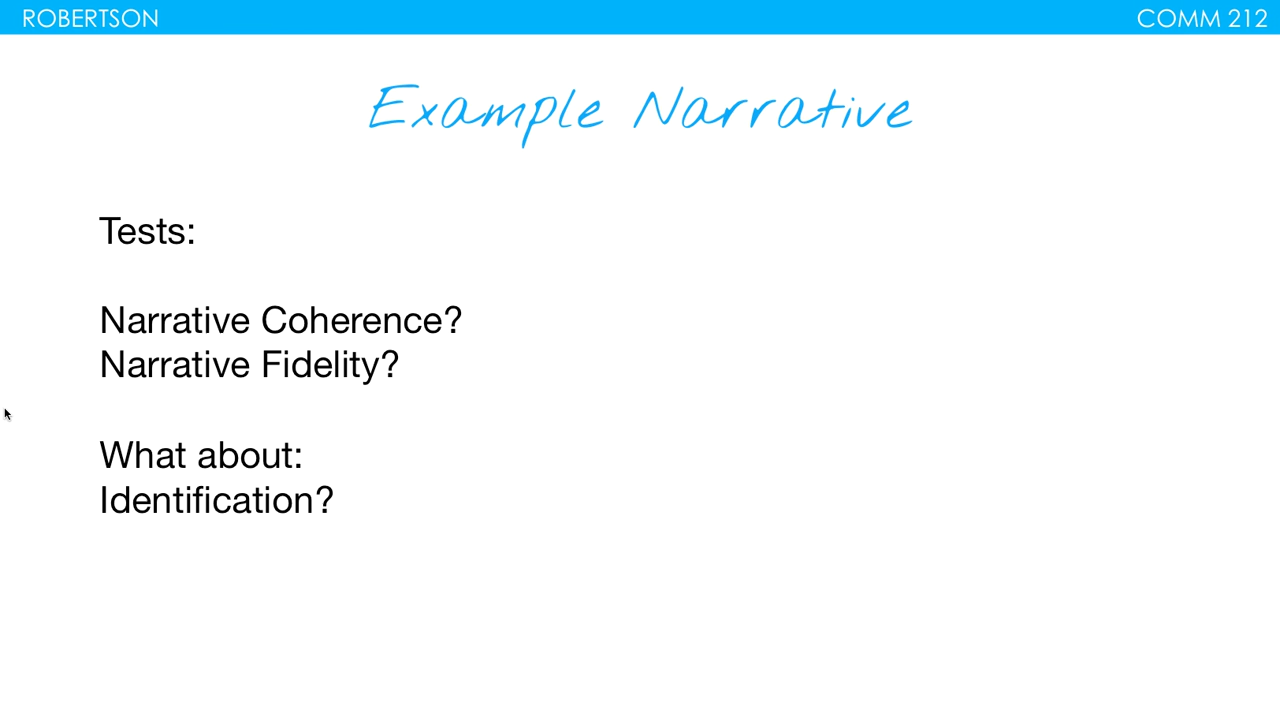 ROBERTSON
COMM 212
Example Narrative
Tests:
Narrative Coherence?
Narrative Fidelity?
What about:
Identification?